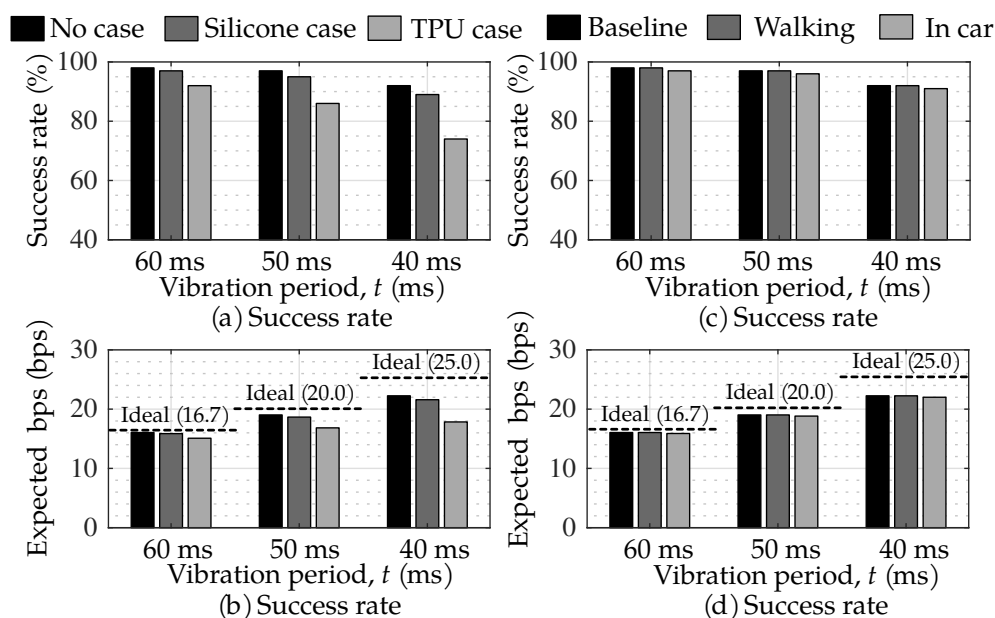 No case Silicone case TPU case
Baseline Walking In car
Success rate (%)
100
80
60
40
60 ms 50 ms 40 ms
Vibration period, t (ms)
(a) Success rate
Success rate (%)
100
80
60
40
60 ms 50 ms 40 ms
Vibration period, t (ms)
(c) Success rate
Expected bps (bps)
30
20
10
0
Ideal (16.7)
Ideal (20.0)
Ideal (25.0)
60 ms 50 ms 40 ms
Vibration period, t (ms)
(b) Success rate
Expected bps (bps)
30
20
10
0
Ideal (16.7)
Ideal (20.0)
Ideal (25.0)
60 ms 50 ms 40 ms
Vibration period, t (ms)
(d) Success rate